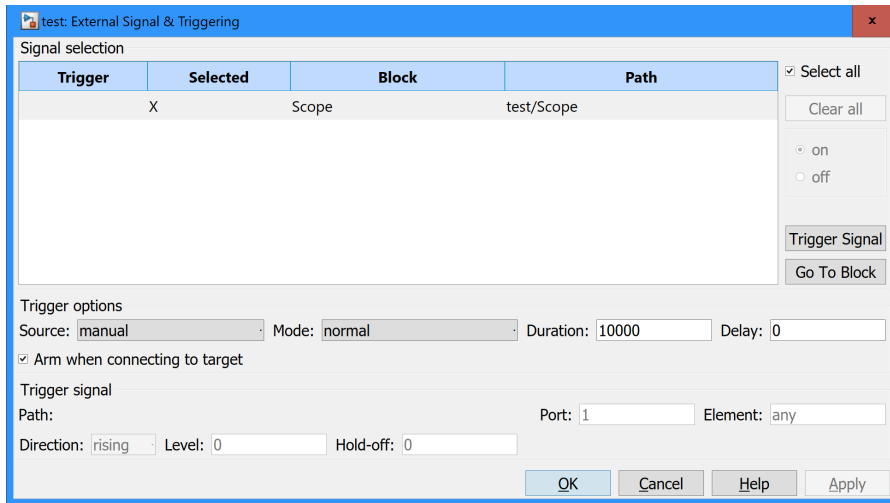 test: External Signal & Triggering
x
Signal selection
Trigger Selected Block Path
X Scope test/Scope
Select all
Clear all
on
off
Trigger Signal
Go To Block
Trigger options
Source: manual Mode: normal Duration: 10000 Delay: 0
Arm when connecting to target
Trigger signal
Path: Port: 1 Element: any
Direction: rising Level: 0 Hold-off: 0
OK Cancel Help Apply